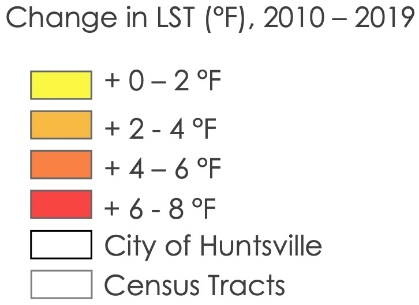 Change in LST (°F), 2010 – 2019
+ 0 – 2 °F
+ 2 - 4 °F
+ 4 – 6 °F
+ 6 - 8 °F
City of Huntsville
Census Tracts